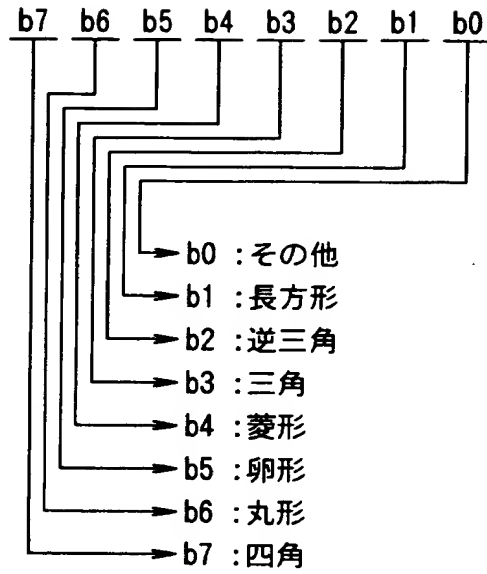 b7 b6 b5 b4 b3 b2 b1 b0
b0 :その他
b1 :長方形
b2 :逆三角
b3 :三角
b4 :菱形
b5 :卵形
b6 :丸形
b7 :四角